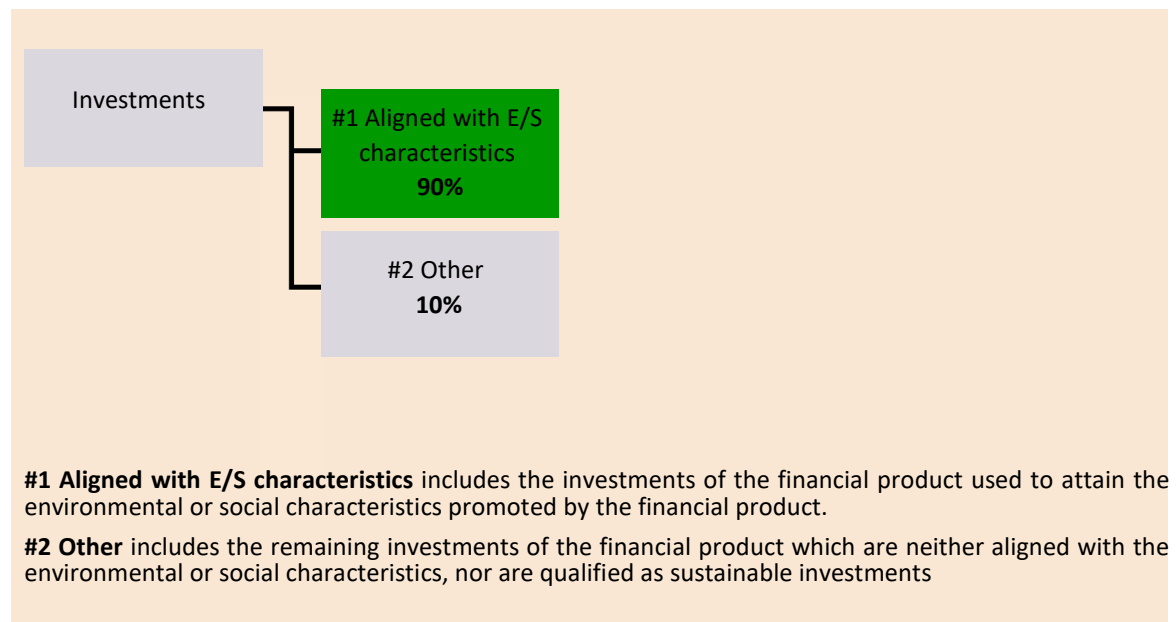 Investments
#1 Aligned with E/S
characteristics
90%
#2 Other
10%
#1 Aligned with E/S characteristics includes the investments of the financial product used to attain the
environmental or social characteristics promoted by the financial product.
#2 Other includes the remaining investments of the financial product which are neither aligned with the
environmental or social characteristics, nor are qualified as sustainable investments